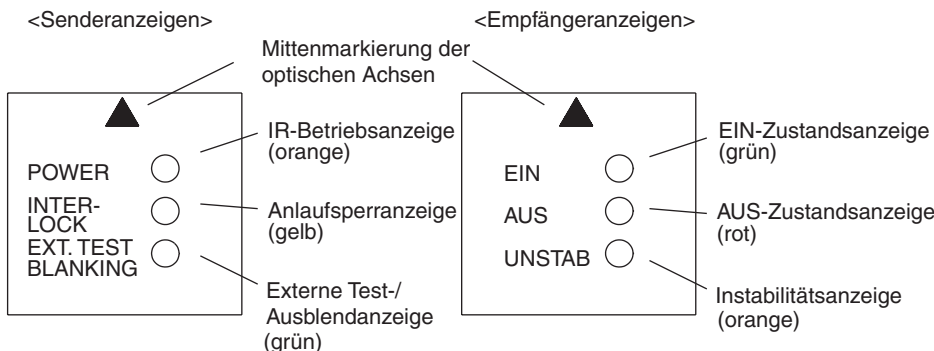 <Senderanzeigen>
<Empfängeranzeigen>
Mittenmarkierung der
optischen Achsen
POWER
INTER-
LOCK
EXT. TEST
BLANKING
IR-Betriebsanzeige
(orange)
Anlaufsperranzeige
(gelb)
Externe Test-/
Ausblendanzeige
(grün)
EIN
AUS
UNSTAB
EIN-Zustandsanzeige
(grün)
AUS-Zustandsanzeige
(rot)
Instabilitätsanzeige
(orange)